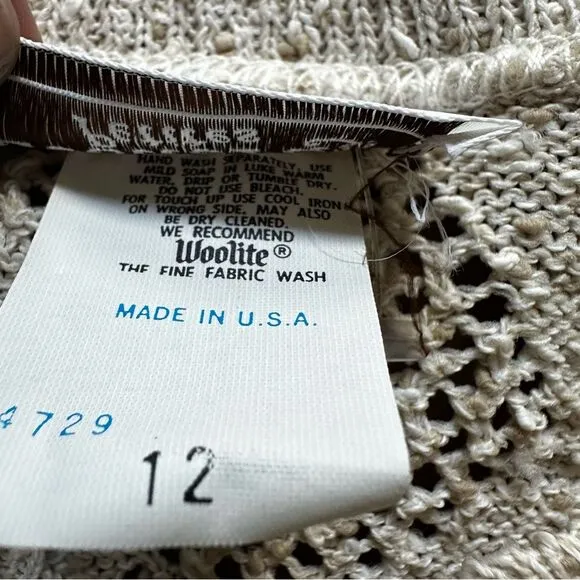 HAND WASH SEPARATELY, USE
MILD SOAP IN LUKE WARM
WATER, DRIP OR TUMBLE DRY.
DO NOT USE BLEACH.
FOR TOUCH UP USE COOL IRON
ON WRONG SIDE. MAY ALSO
BE DRY CLEANED.
WE RECOMMEND
Woolite®
THE FINE FABRIC WASH
MADE IN U.S.A.
4729
12